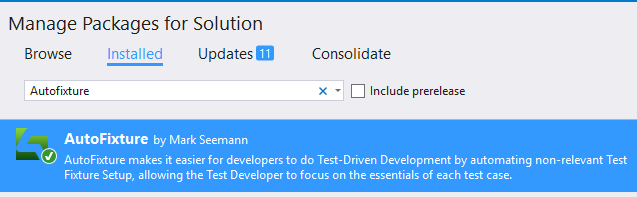 Manage Packages for Solution
Browse Installed Updates 11 Consolidate
Autofixture Include prerelease
AutoFixture by Mark Seemann
AutoFixture makes it easier for developers to do Test-Driven Development by automating non-relevant Test
Fixture Setup, allowing the Test Developer to focus on the essentials of each test case.